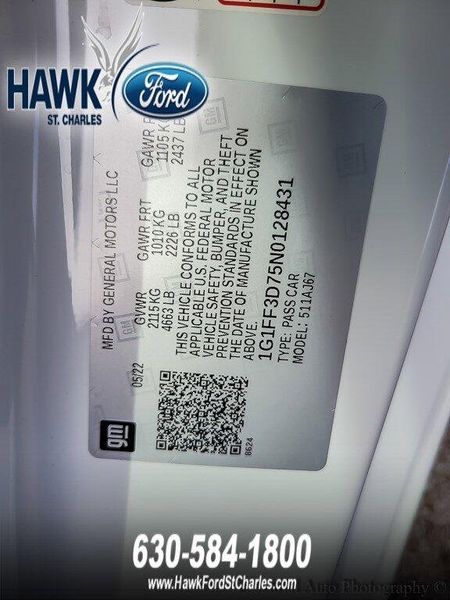 HAWK
Ford
ST. CHARLES
MFD BY GENERAL MOTORS LLC
GVWR GAWR FRT GAWR RR
2115 KG 1010 KG 1105 KG
4663 LB 2226 LB 2437 LB
THIS VEHICLE CONFORMS TO ALL
APPLICABLE U.S. FEDERAL MOTOR
VEHICLE SAFETY, BUMPER, AND THEFT
PREVENTION STANDARDS IN EFFECT ON
THE DATE OF MANUFACTURE SHOWN
ABOVE.
1G1FF3D75N0128431
TYPE: PASS CAR
MODEL: 511AJ67
05/22
8624
gm
GM
630-584-1800
www.HawkFordStCharles.com
Auto Photography ©